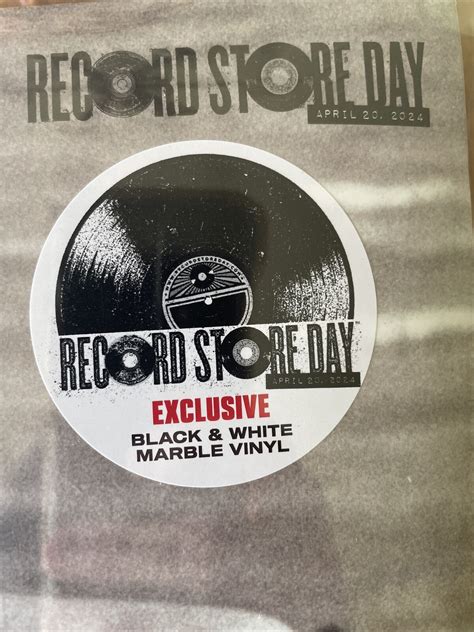 RECORD STORE DAY
APRIL 20, 2024
RECORD STORE DAY
APRIL 20, 2024
EXCLUSIVE
BLACK & WHITE
MARBLE VINYL